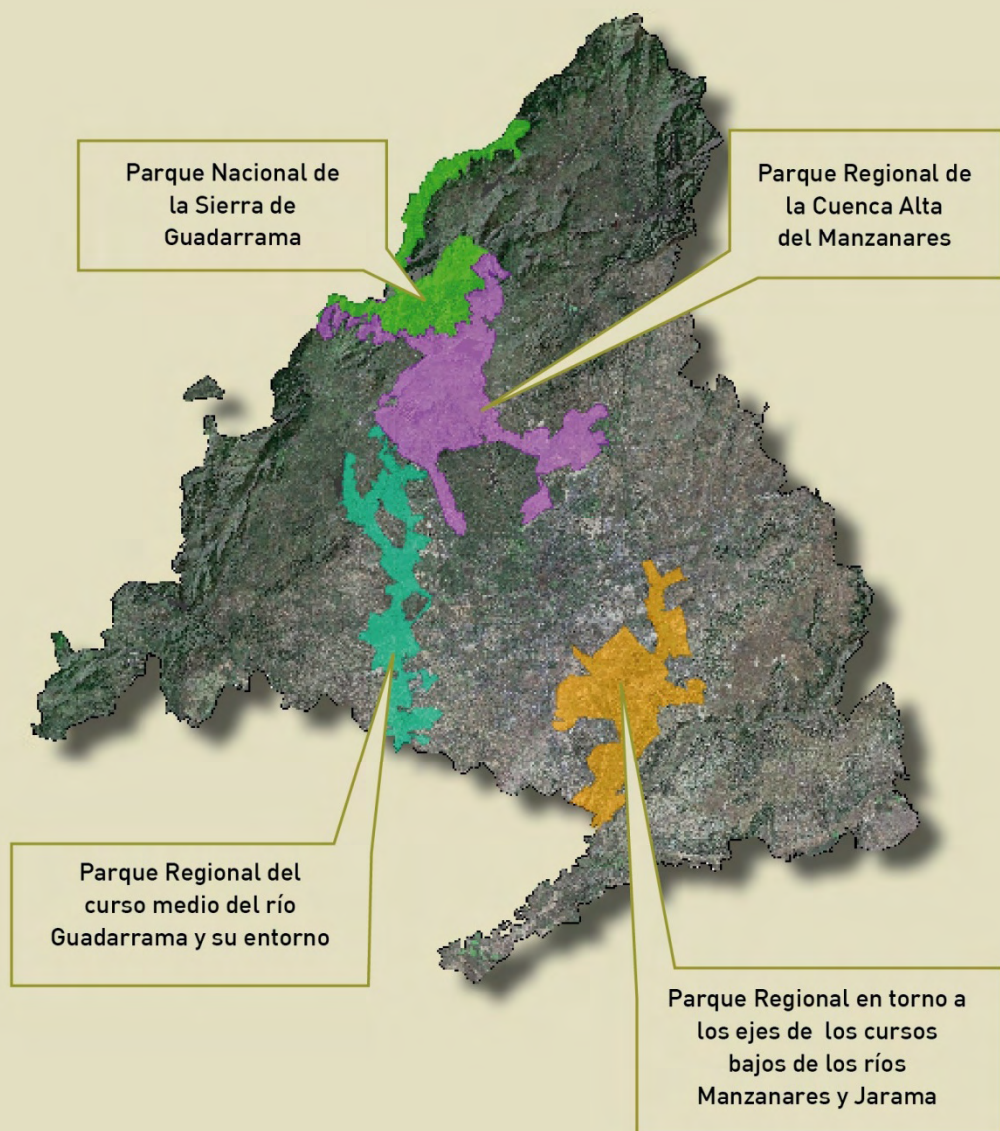 Parque Nacional de
la Sierra de
Guadarrama
Parque Regional de
la Cuenca Alta
del Manzanares
Parque Regional del
curso medio del río
Guadarrama y su entorno
Parque Regional en torno a
los ejes de  los cursos
bajos de los ríos
Manzanares y Jarama